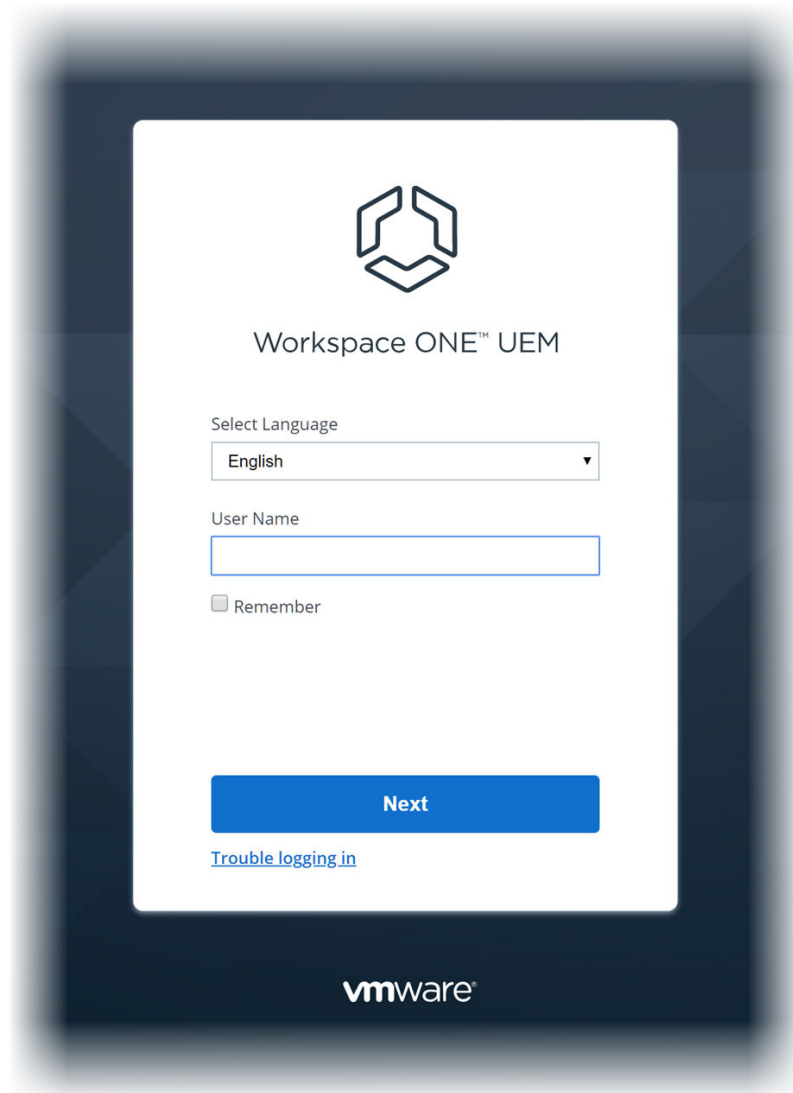 Workspace ONE™ UEM
Select Language
English
User Name
Remember
Next
Trouble logging in
vmware®